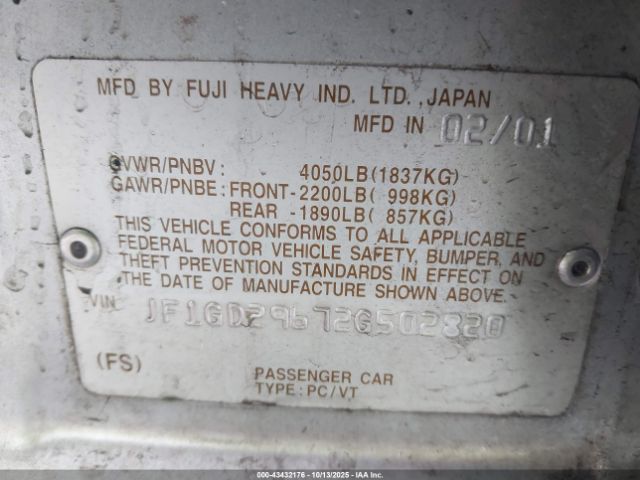 MFD BY FUJI HEAVY IND. LTD., JAPAN
MFD IN 02/01
GVWR/PNBV : 4050LB(1837KG)
GAWR/PNBE : FRONT-2200LB( 998KG)
REAR -1890LB( 857KG)
THIS VEHICLE CONFORMS TO ALL APPLICABLE
FEDERAL MOTOR VEHICLE SAFETY, BUMPER, AND
THEFT PREVENTION STANDARDS IN EFFECT ON
THE DATE OF MANUFACTURE SHOWN ABOVE.
VIN JF1GD29672G502820
(FS)
PASSENGER CAR
TYPE : PC/VT
000-43432176 - 10/13/2025 - © IAA Holdings, LLC